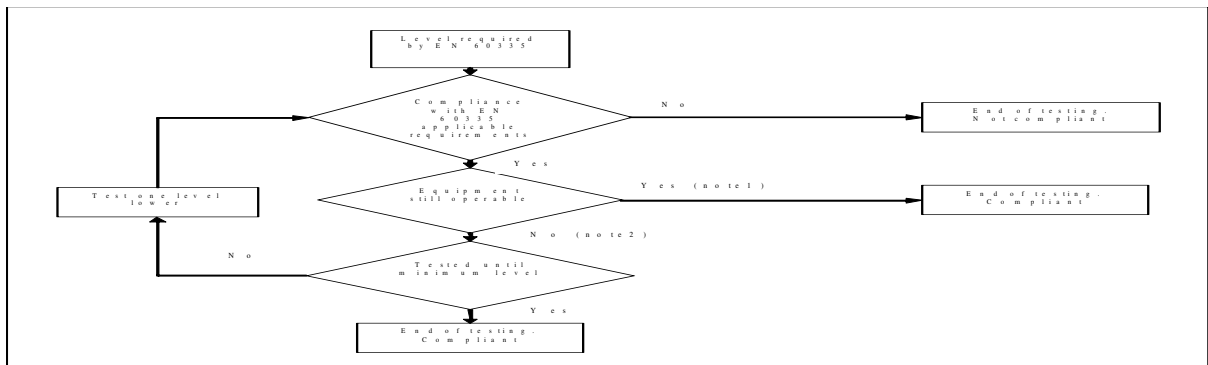 Level required
by EN 60335
Compliance
with EN
60335
applicable
requirements
No
End of testing.
Not compliant
Yes
Test one level
lower
Equipment
still operable
Yes (note1)
End of testing.
Compliant
No (note2)
No
Tested until
minimum level
Yes
End of testing.
Compliant